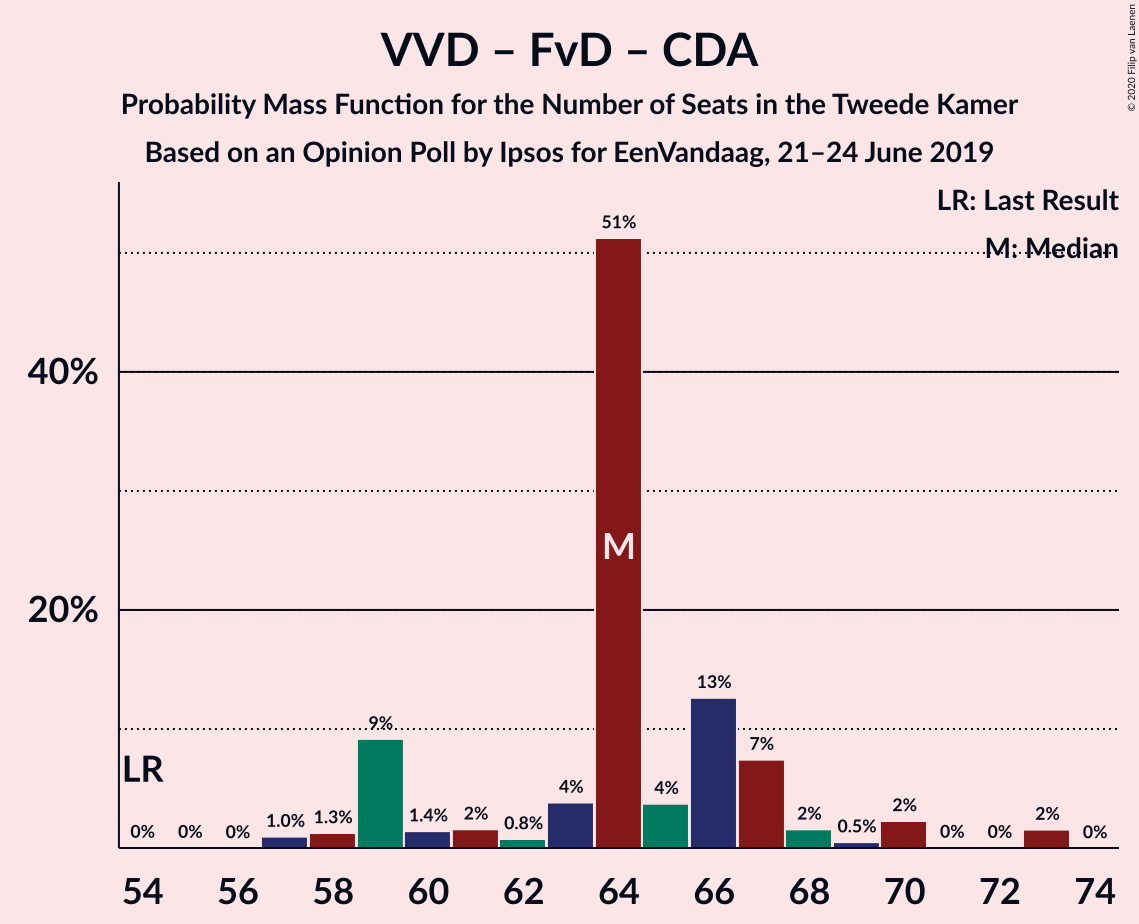 VVD – FvD – CDA
Probability Mass Function for the Number of Seats in the Tweede Kamer
Based on an Opinion Poll by Ipsos for EenVandaag, 21–24 June 2019
© 2020 Filip van Laenen
LR: Last Result
M: Median
51%
40%
M
20%
13%
9%
7%
LR
4%
4%
2%
2%
2%
2%
1.4%
1.3%
1.0%
0.8%
0.5%
0%
0%
0%
0%
0%
0%
54 56 58 60 62 64 66 68 70 72 74